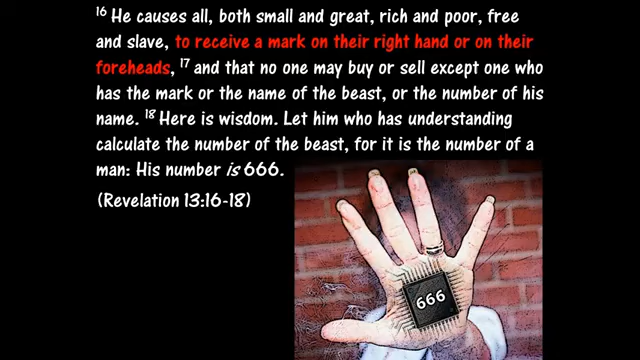 16 He causes all, both small and great, rich and poor, free
and slave, to receive a mark on their right hand or on their
foreheads, 17 and that no one may buy or sell except one who
has the mark or the name of the beast, or the number of his
name. 18 Here is wisdom. Let him who has understanding
calculate the number of the beast, for it is the number of a
man: His number is 666.
(Revelation 13:16-18)
666